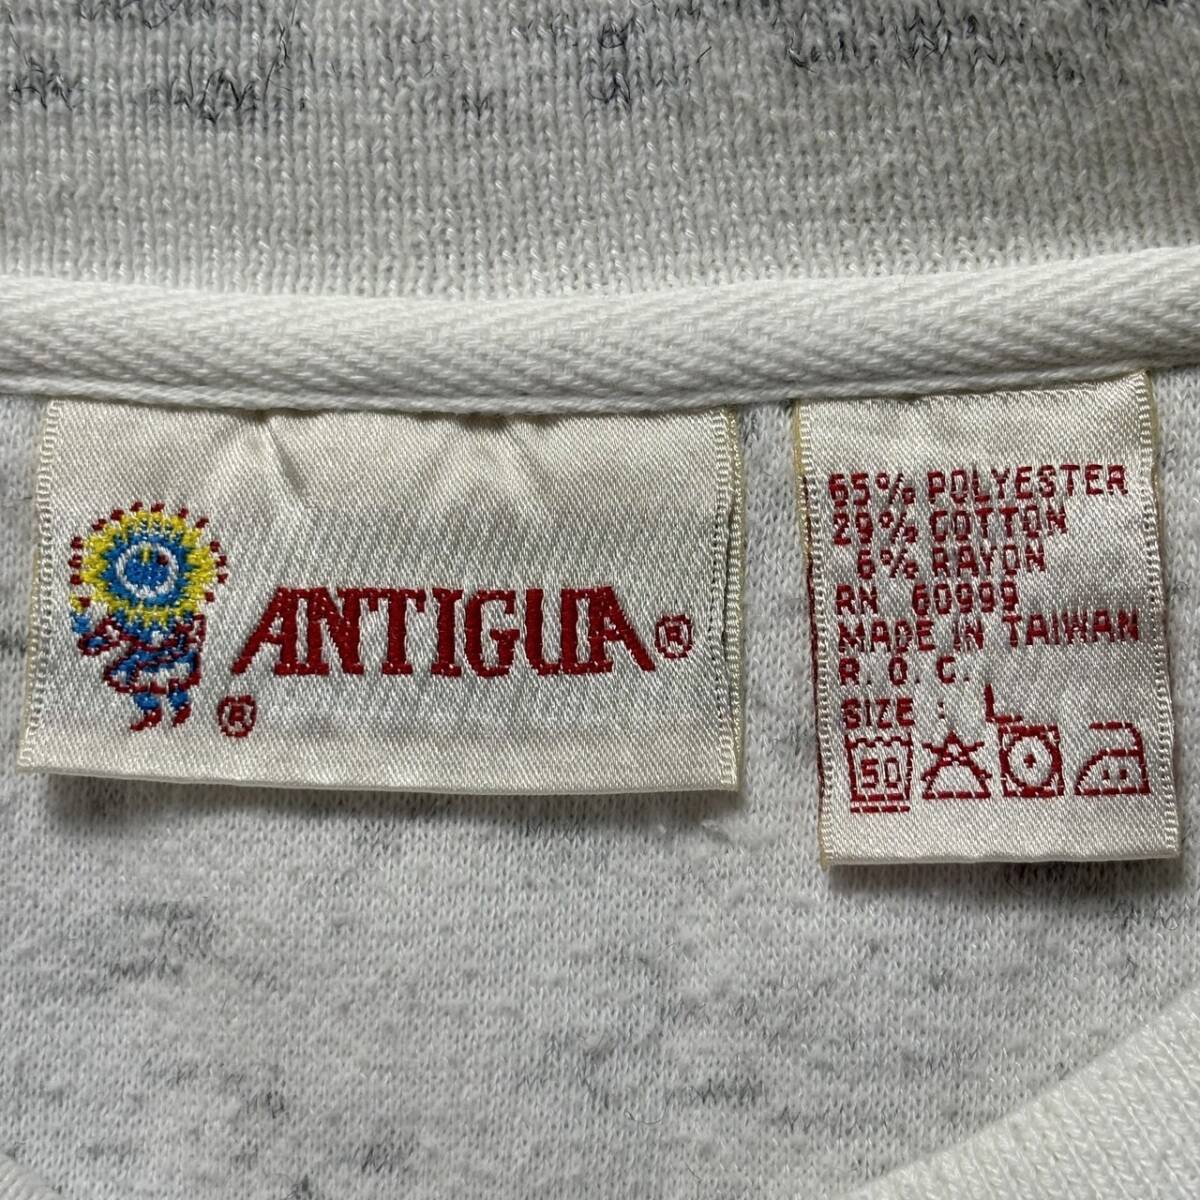 ANTIGUA®
®
65% POLYESTER
29% COTTON
6% RAYON
RN 60999
MADE IN TAIWAN
R.O.C.
SIZE : L
50